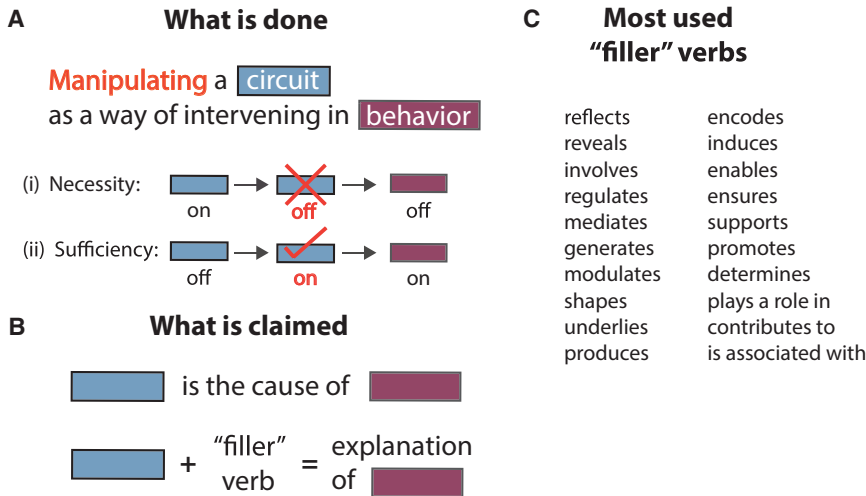 A
What is done
Manipulating a circuit
as a way of intervening in behavior
(i) Necessity:
on
off
off
(ii) Sufficiency:
off
on
on
B
What is claimed
is the cause of
+ “filler” verb = explanation of
C
Most used
“filler” verbs
reflects
reveals
involves
regulates
mediates
generates
modulates
shapes
underlies
produces
encodes
induces
enables
ensures
supports
promotes
determines
plays a role in
contributes to
is associated with